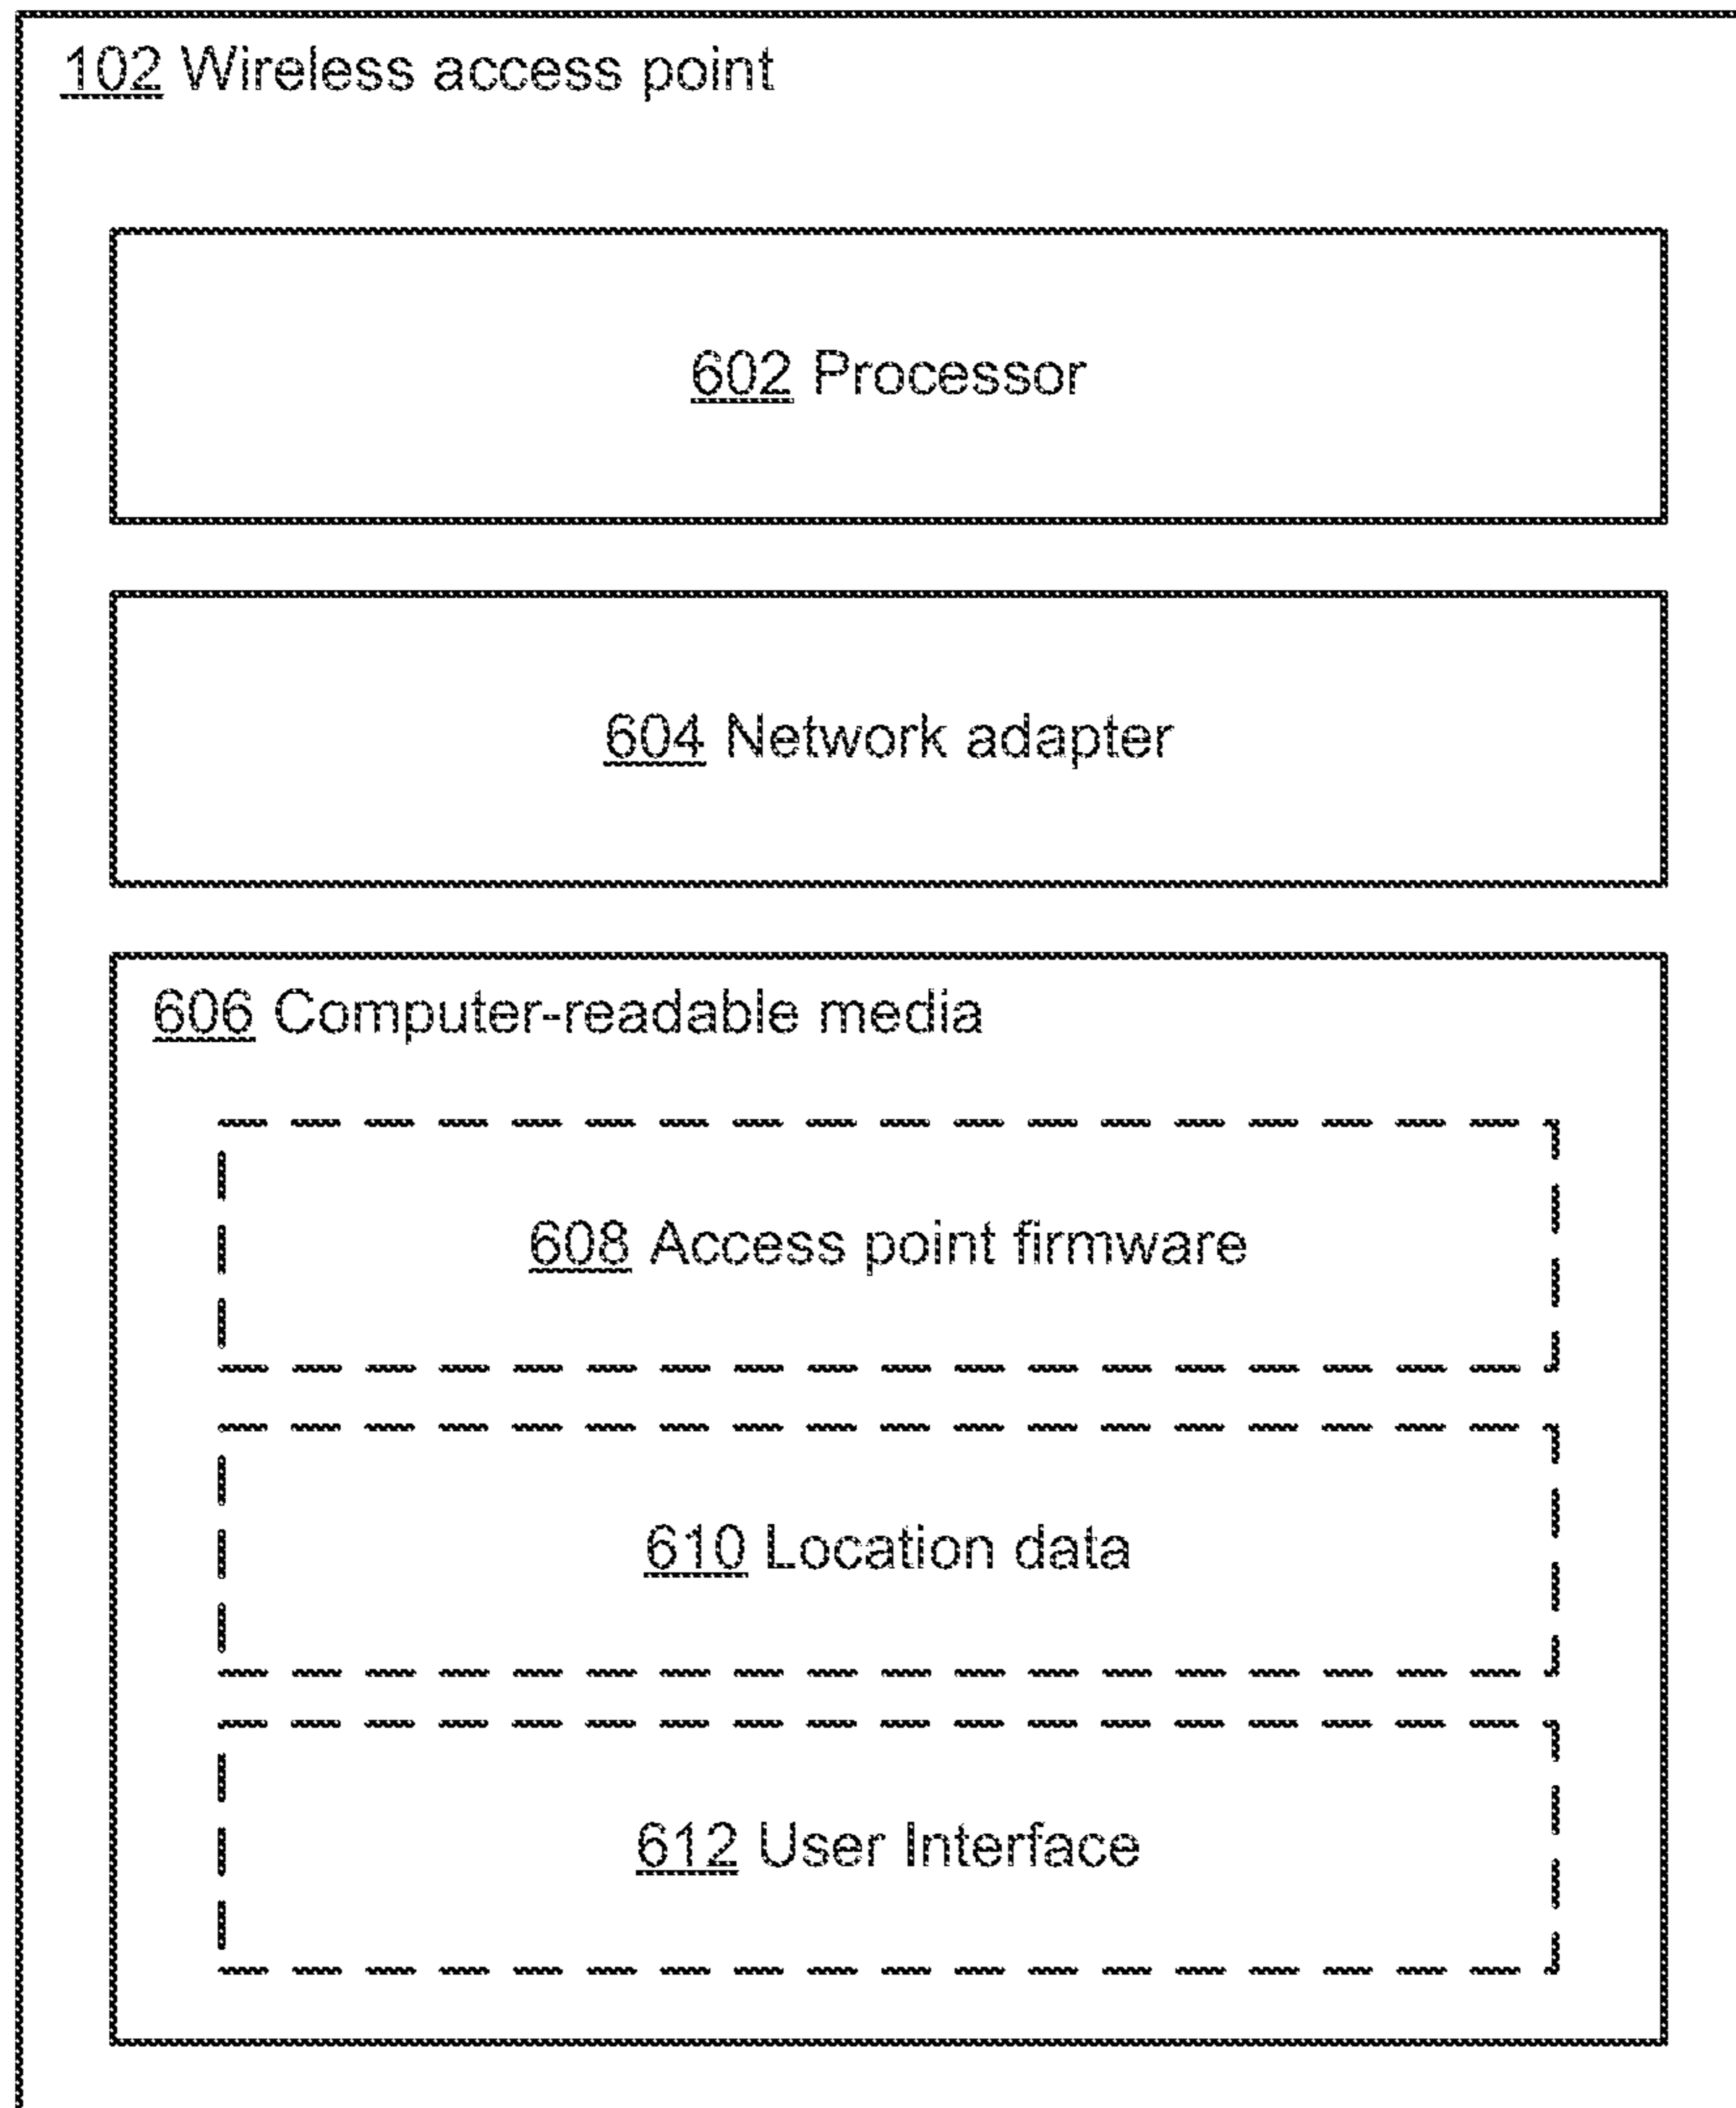 102 Wireless access point
602 Processor
604 Network adapter
606 Computer-readable media
608 Access point firmware
610 Location data
612 User Interface